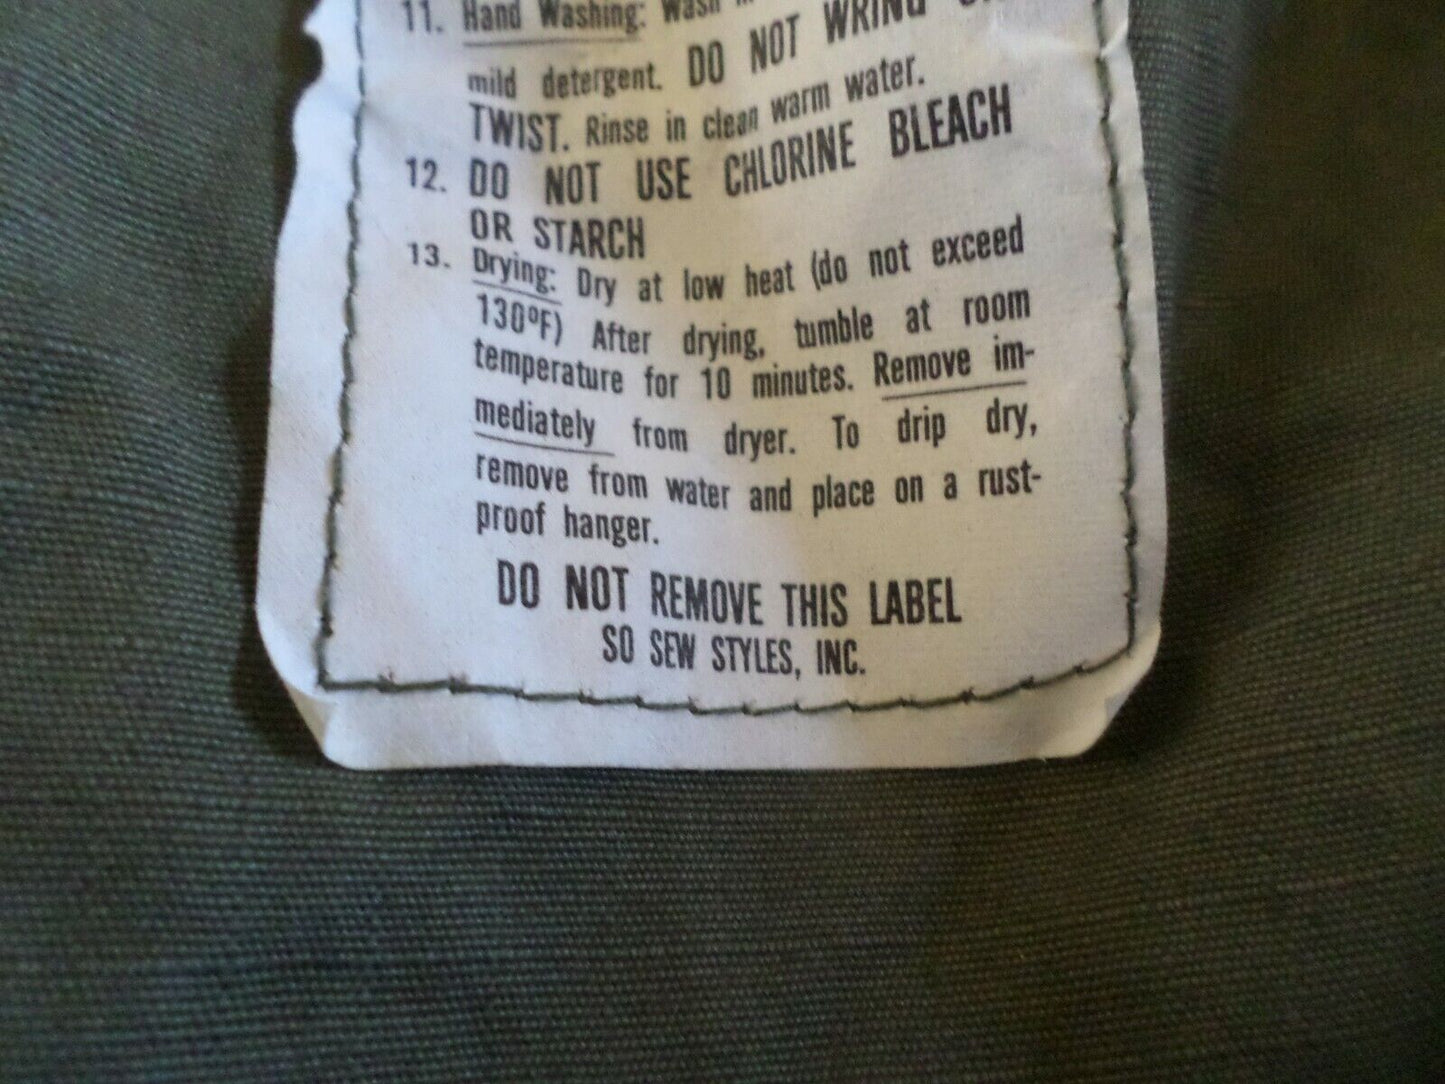 11. Hand Washing: Wash
mild detergent. DO NOT WRING
TWIST. Rinse in clean warm water.
12. DO NOT USE CHLORINE BLEACH
OR STARCH
13. Drying: Dry at low heat (do not exceed
130ºF) After drying, tumble at room
temperature for 10 minutes. Remove im-
mediately from dryer. To drip dry,
remove from water and place on a rust-
proof hanger.
DO NOT REMOVE THIS LABEL
SO SEW STYLES, INC.